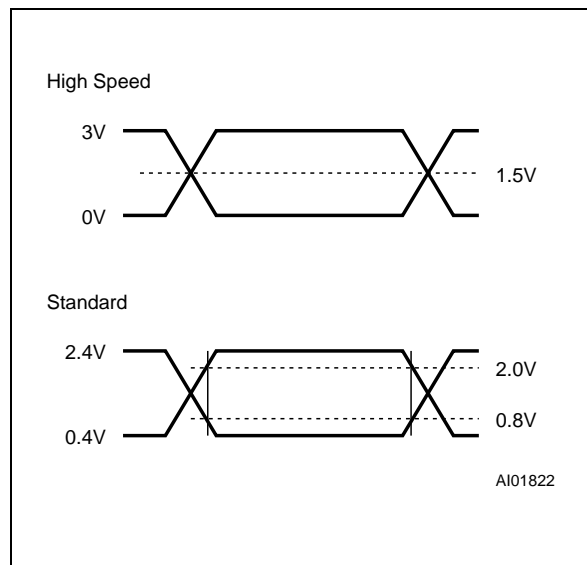 High Speed
3V
1.5V
0V
Standard
2.4V
2.0V
0.8V
0.4V
AI01822